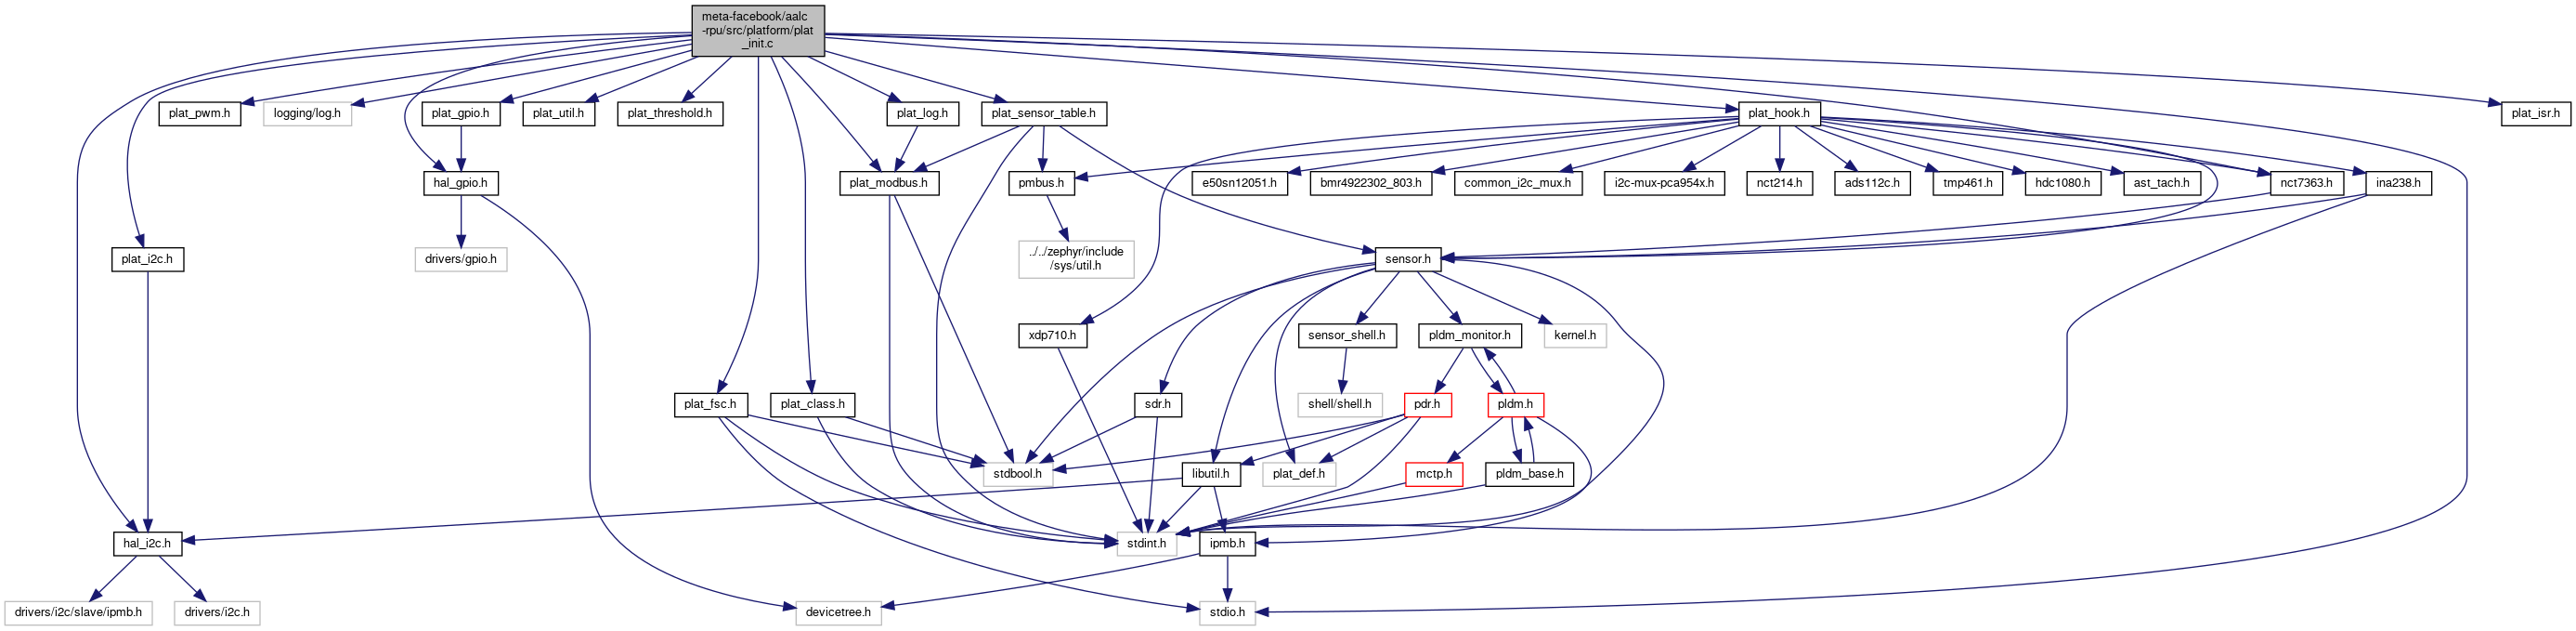 meta-facebook/aalc
-rpu/src/platform/plat
_init.c
plat_pwm.h
logging/log.h
plat_gpio.h
plat_util.h
plat_threshold.h
plat_log.h
plat_sensor_table.h
plat_hook.h
plat_isr.h
hal_gpio.h
plat_modbus.h
pmbus.h
e50sn12051.h
bmr4922302_803.h
common_i2c_mux.h
i2c-mux-pca954x.h
nct214.h
ads112c.h
tmp461.h
hdc1080.h
ast_tach.h
nct7363.h
ina238.h
plat_i2c.h
drivers/gpio.h
../../zephyr/include
/sys/util.h
sensor.h
xdp710.h
sensor_shell.h
pldm_monitor.h
kernel.h
plat_fsc.h
plat_class.h
sdr.h
shell/shell.h
pdr.h
pldm.h
stdbool.h
libutil.h
plat_def.h
mctp.h
pldm_base.h
hal_i2c.h
stdint.h
ipmb.h
drivers/i2c/slave/ipmb.h
drivers/i2c.h
devicetree.h
stdio.h